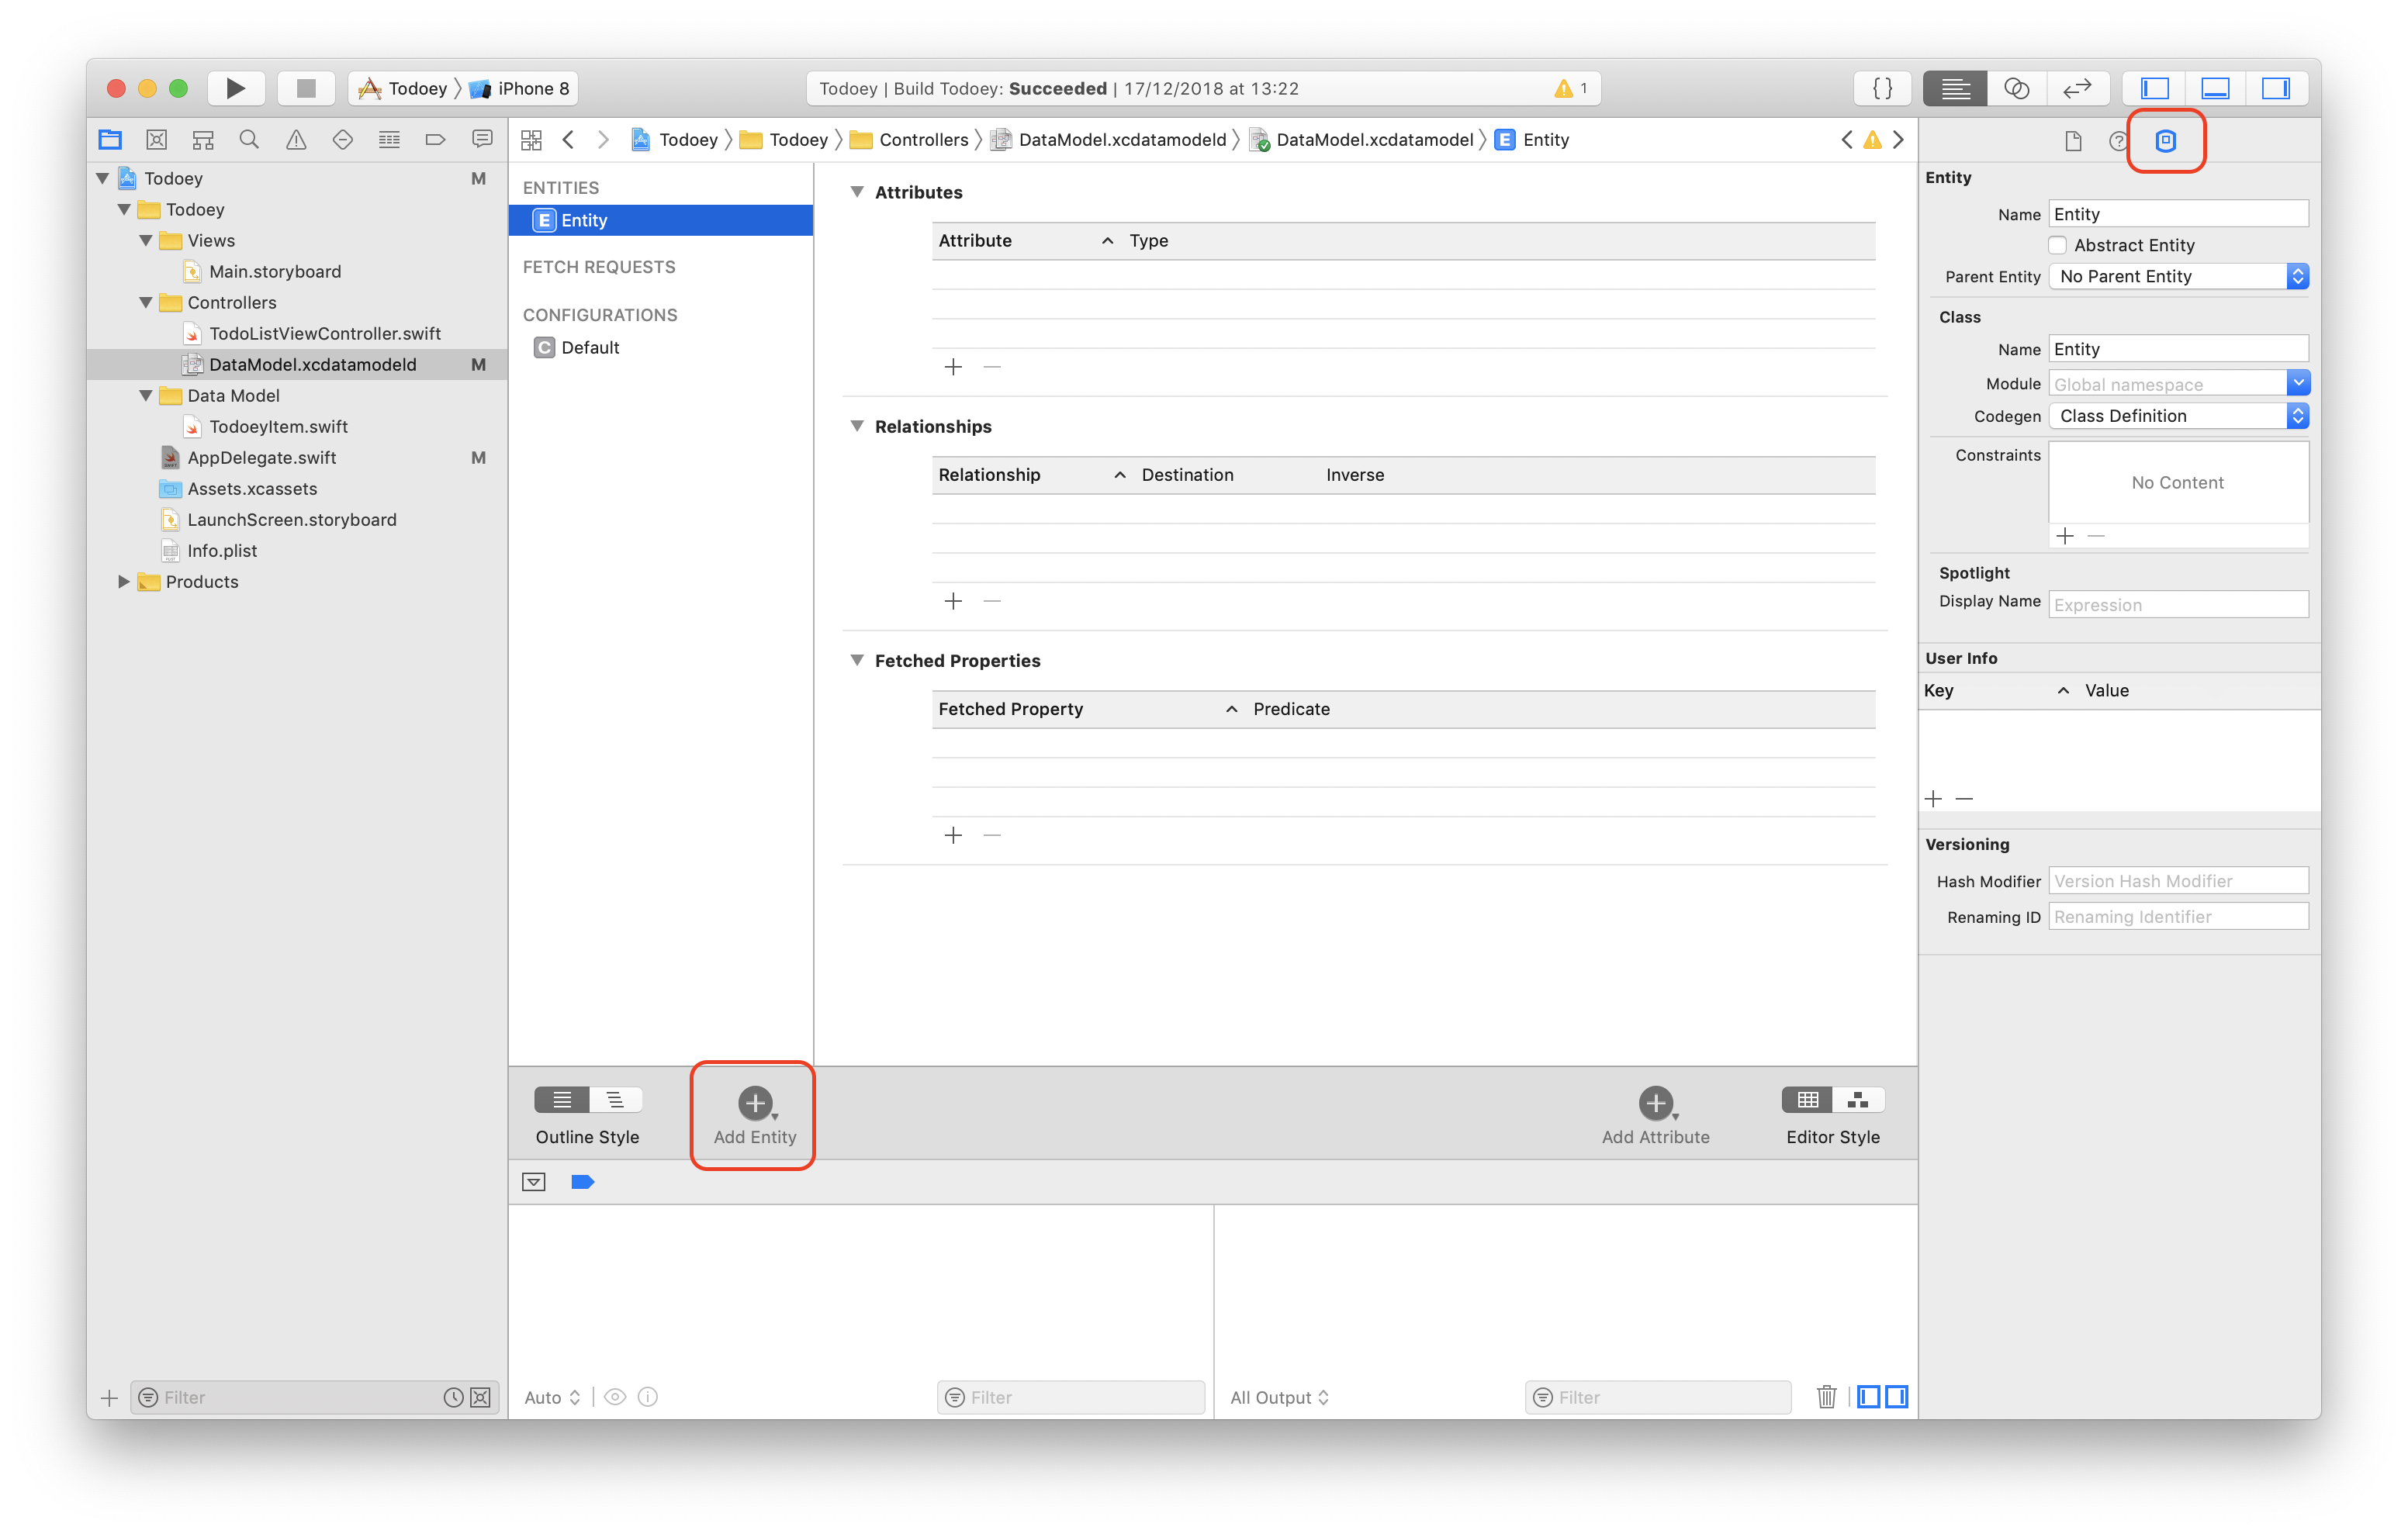 Todoey 〉 iPhone 8
Todoey | Build Todoey: Succeeded | 17/12/2018 at 13:22
1
{ }
Todoey 〉 Todoey 〉 Controllers 〉 DataModel.xcdatamodeld 〉 DataModel.xcdatamodel 〉 E Entity
Todoey M
Todoey
Views
Main.storyboard
Controllers
TodoListViewController.swift
DataModel.xcdatamodeld M
Data Model
TodoeyItem.swift
AppDelegate.swift M
Assets.xcassets
LaunchScreen.storyboard
Info.plist
Products
Filter
ENTITIES
E Entity
FETCH REQUESTS
CONFIGURATIONS
C Default
Attributes
Attribute Type
Relationships
Relationship Destination Inverse
Fetched Properties
Fetched Property Predicate
Outline Style
Add Entity
Add Attribute
Editor Style
Auto
Filter
All Output
Filter
Entity
Name Entity
Abstract Entity
Parent Entity No Parent Entity
Class
Name Entity
Module Global namespace
Codegen Class Definition
Constraints
No Content
Spotlight
Display Name Expression
User Info
Key Value
Versioning
Hash Modifier Version Hash Modifier
Renaming ID Renaming Identifier